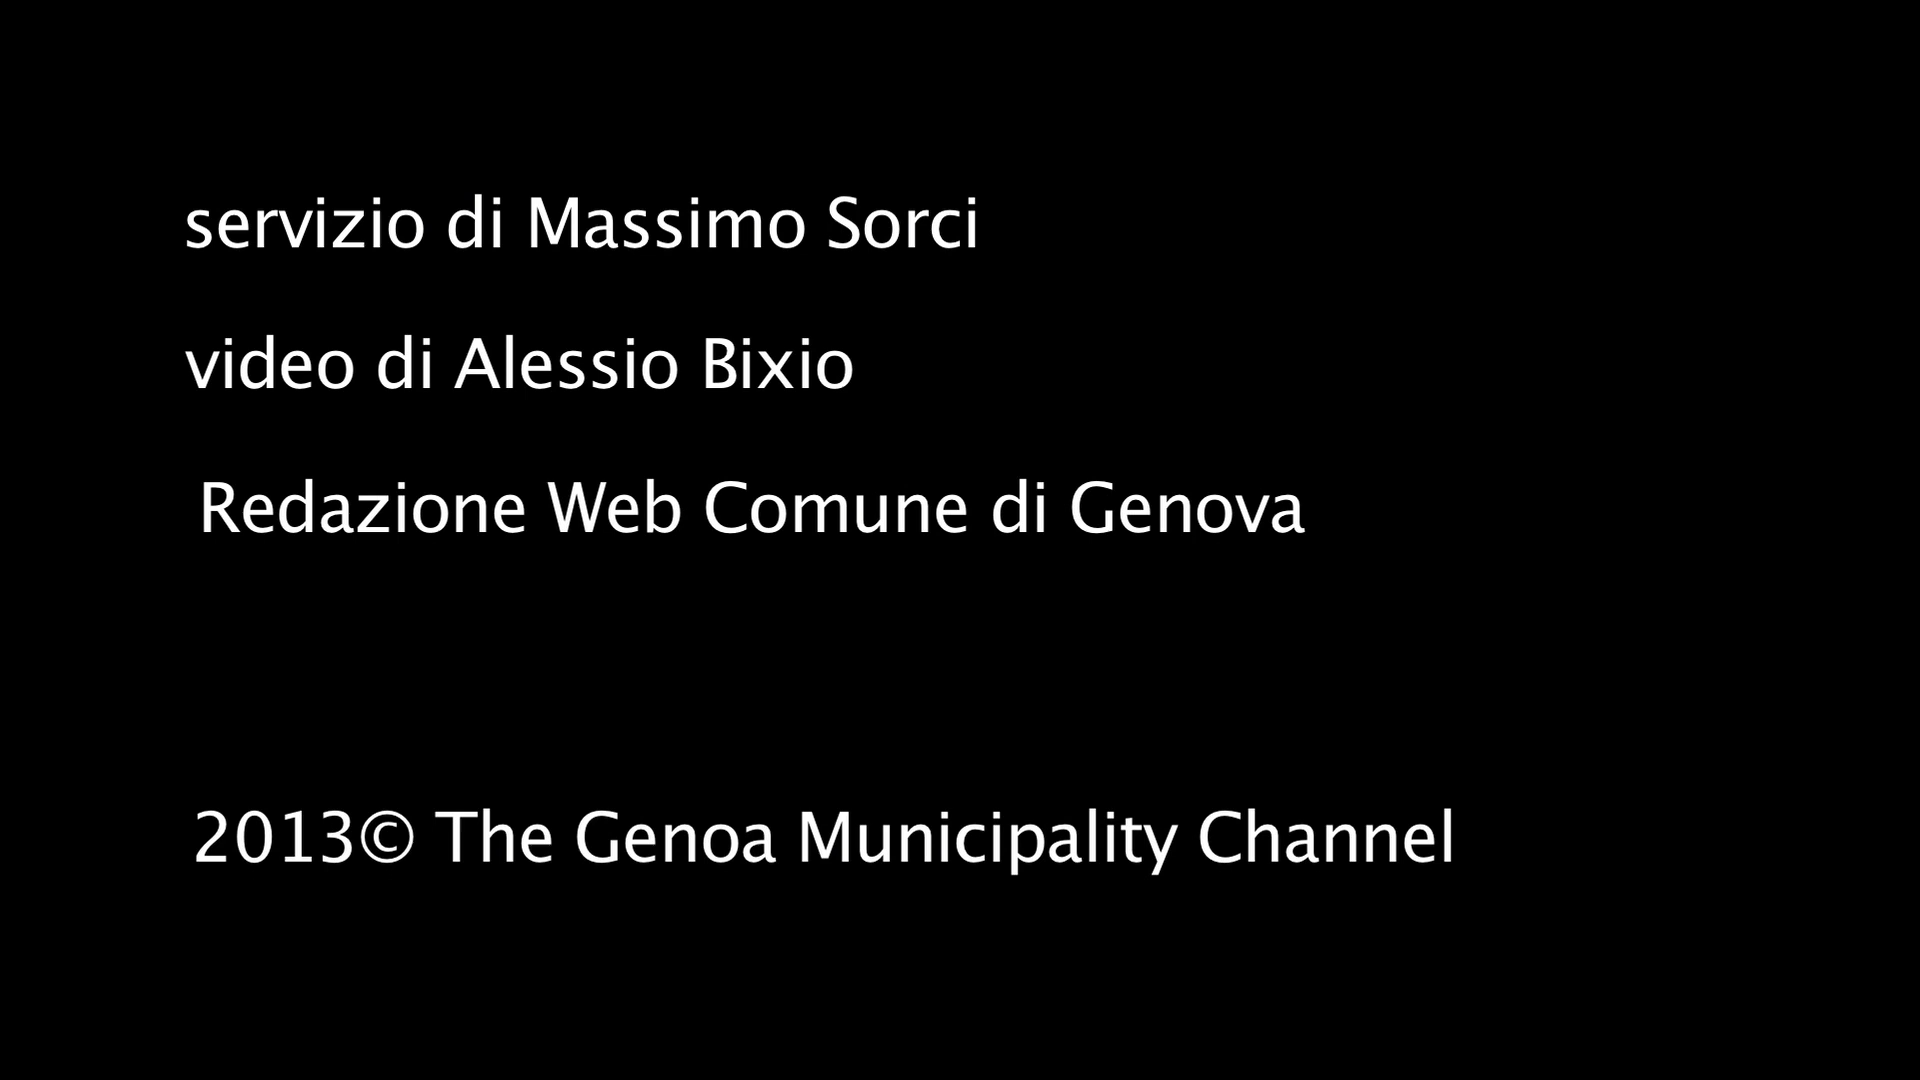 servizio di Massimo Sorci
video di Alessio Bixio
Redazione Web Comune di Genova
2013© The Genoa Municipality Channel